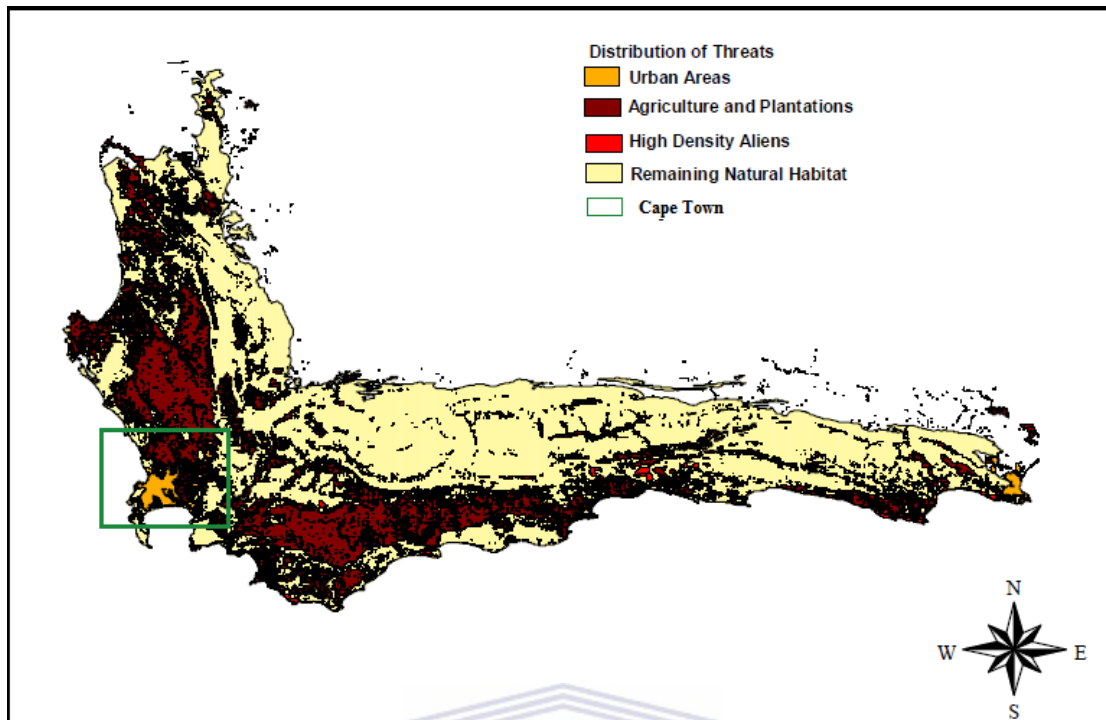 Distribution of Threats
Urban Areas
Agriculture and Plantations
High Density Aliens
Remaining Natural Habitat
Cape Town
N
W E
S